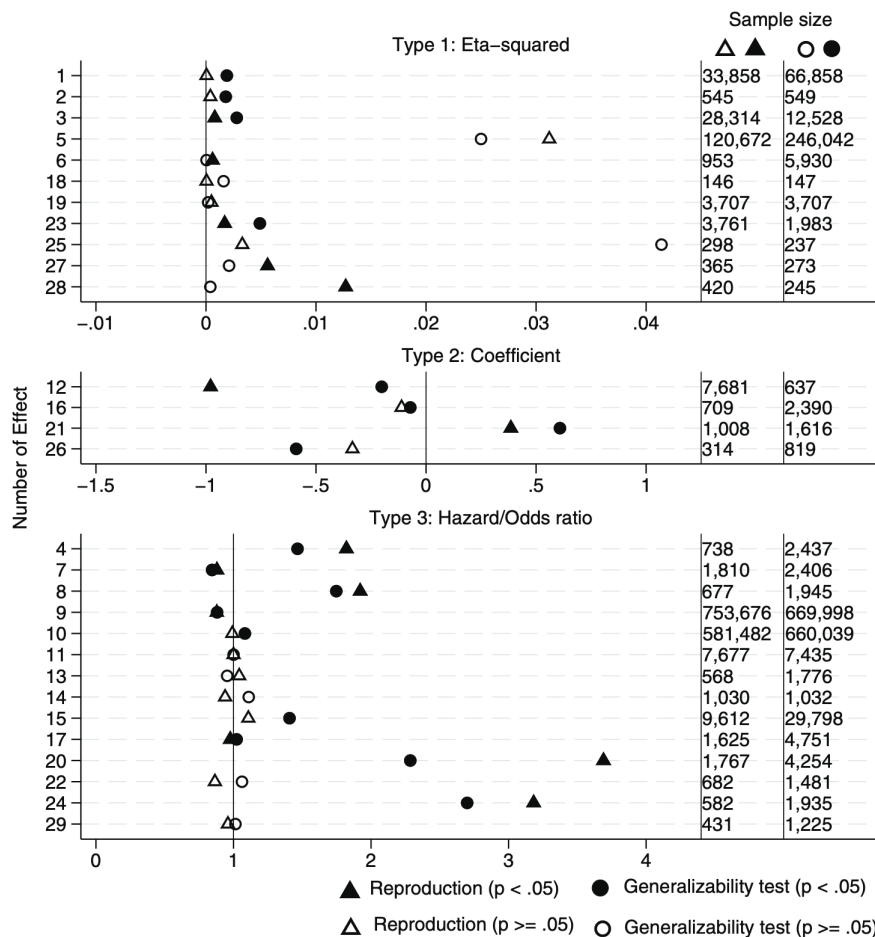 Sample size
Type 1: Eta-squared
1 33,858 66,858
2 545 549
3 28,314 12,528
5 120,672 246,042
6 953 5,930
18 146 147
19 3,707 3,707
23 3,761 1,983
25 298 237
27 365 273
28 420 245
−.01 0 .01 .02 .03 .04
Type 2: Coefficient
12 7,681 637
16 709 2,390
21 1,008 1,616
26 314 819
−1.5 −1 −.5 0 .5 1
Number of Effect
Type 3: Hazard/Odds ratio
4 738 2,437
7 1,810 2,406
8 677 1,945
9 753,676 669,998
10 581,482 660,039
11 7,677 7,435
13 568 1,776
14 1,030 1,032
15 9,612 29,798
17 1,625 4,751
20 1,767 4,254
22 682 1,481
24 582 1,935
29 431 1,225
0 1 2 3 4
Reproduction (p < .05) Generalizability test (p < .05)
Reproduction (p >= .05) Generalizability test (p >= .05)